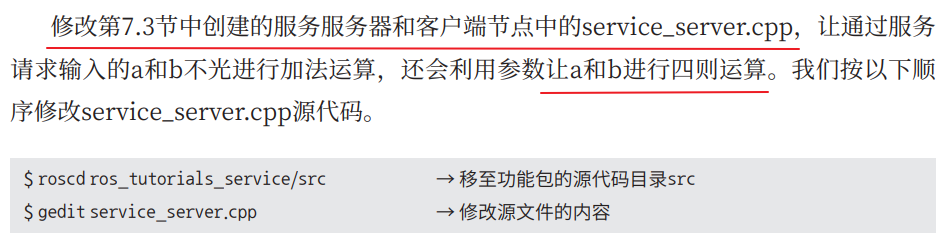 修改第7.3节中创建的服务服务器和客户端节点中的service_server.cpp，让通过服务
请求输入的a和b不光进行加法运算，还会利用参数让a和b进行四则运算。我们按以下顺
序修改service_server.cpp源代码。
$ roscd ros_tutorials_service/src → 移至功能包的源代码目录src
$ gedit service_server.cpp → 修改源文件的内容